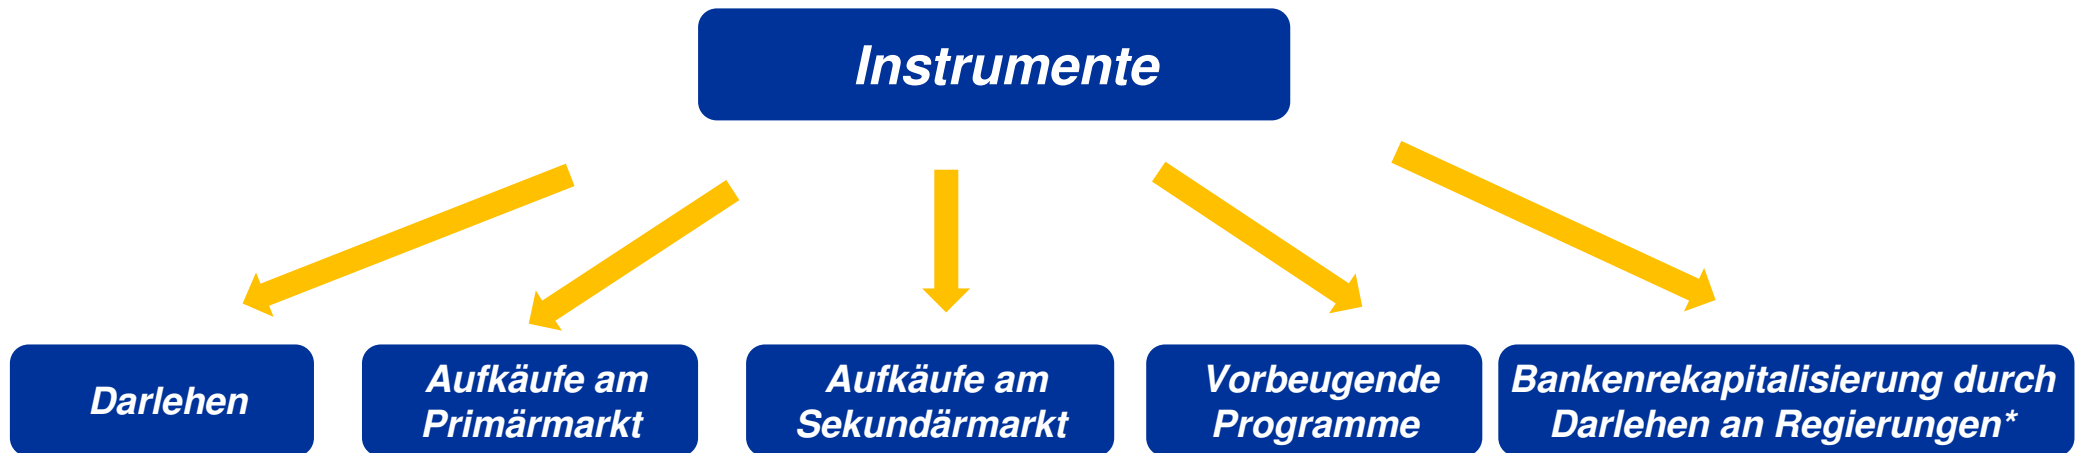 Instrumente
Darlehen
Aufkäufe am
Primärmarkt
Aufkäufe am
Sekundärmarkt
Vorbeugende
Programme
Bankenrekapitalisierung durch
Darlehen an Regierungen*